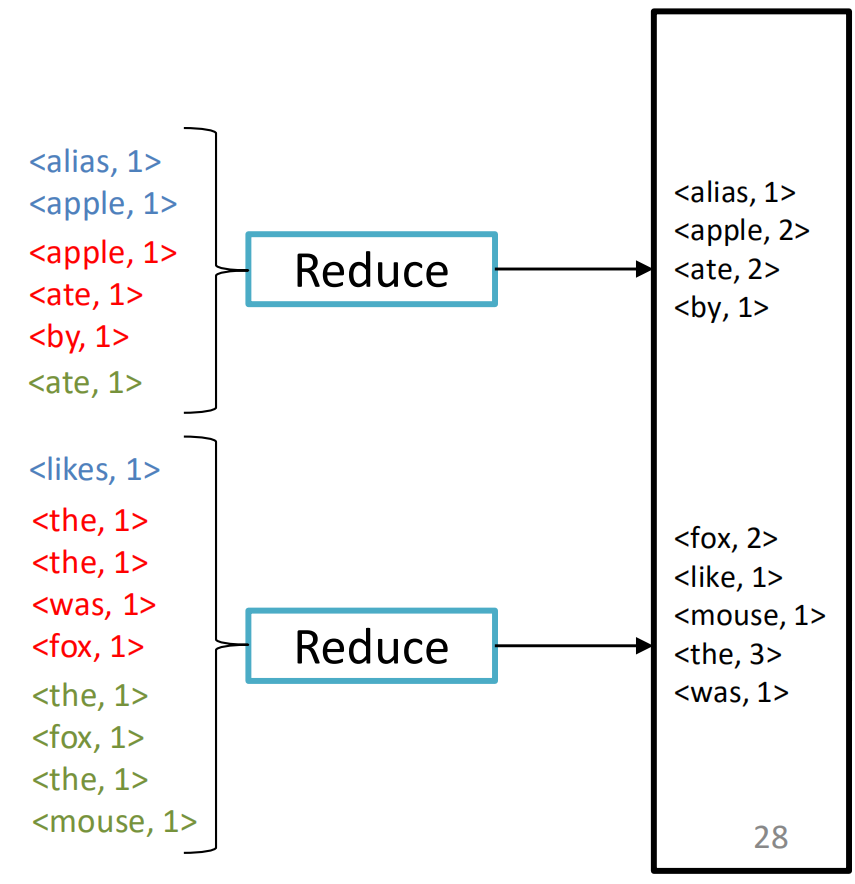 <alias, 1>
<apple, 1>
<apple, 1>
<ate, 1>
<by, 1>
<ate, 1>
Reduce
<alias, 1>
<apple, 2>
<ate, 2>
<by, 1>
<likes, 1>
<the, 1>
<the, 1>
<was, 1>
<fox, 1>
<the, 1>
<fox, 1>
<the, 1>
<mouse, 1>
Reduce
<fox, 2>
<like, 1>
<mouse, 1>
<the, 3>
<was, 1>
28